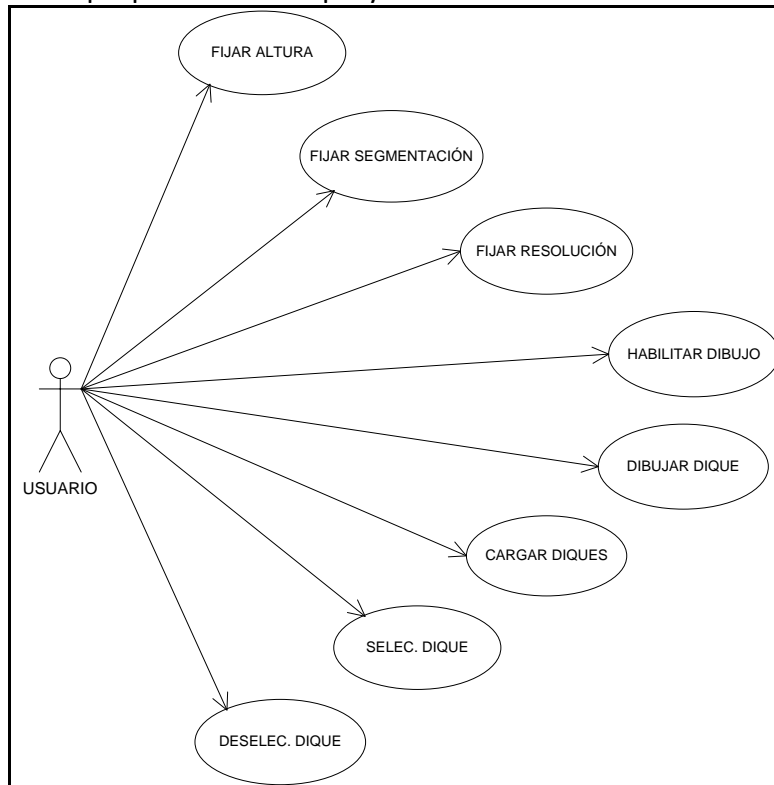 FIJAR ALTURA
FIJAR SEGMENTACIÓN
FIJAR RESOLUCIÓN
HABILITAR DIBUJO
USUARIO
DIBUJAR DIQUE
CARGAR DIQUES
SELEC. DIQUE
DESELEC. DIQUE